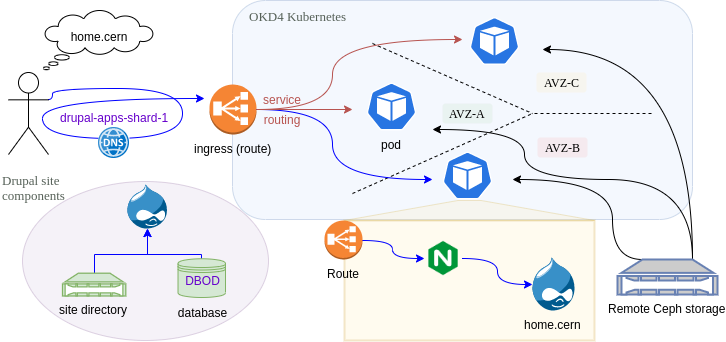 OKD4 Kubernetes
home.cern
AVZ-C
service
routing
AVZ-A
drupal-apps-shard-1
DNS
ingress (route)
pod
AVZ-B
Drupal site
components
Route
N
DBOD
site directory
database
home.cern
Remote Ceph storage